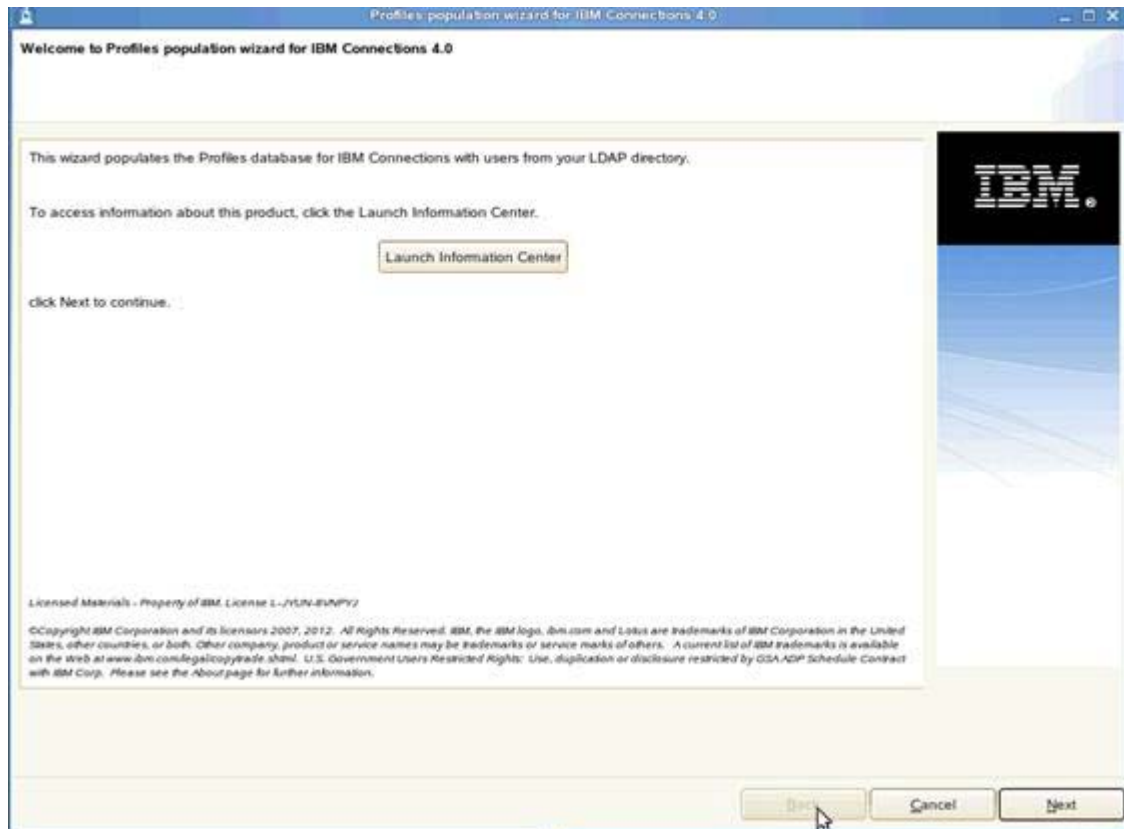 Profiles population wizard for IBM Connections 4.0
Welcome to Profiles population wizard for IBM Connections 4.0
This wizard populates the Profiles database for IBM Connections with users from your LDAP directory.
IBM®
To access information about this product, click the Launch Information Center.
Launch Information Center
click Next to continue.
Licensed Materials - Property of IBM. License L-JYUN-8VNPYJ
©Copyright IBM Corporation and its licensors 2007, 2012. All Rights Reserved. IBM, the IBM logo, ibm.com and Lotus are trademarks of IBM Corporation in the United
States, other countries, or both. Other company, product or service names may be trademarks or service marks of others. A current list of IBM trademarks is available
on the Web at www.ibm.com/legal/copytrade.shtml. U.S. Government Users Restricted Rights: Use, duplication or disclosure restricted by GSA ADP Schedule Contract
with IBM Corp. Please see the About page for further information.
Back Cancel Next